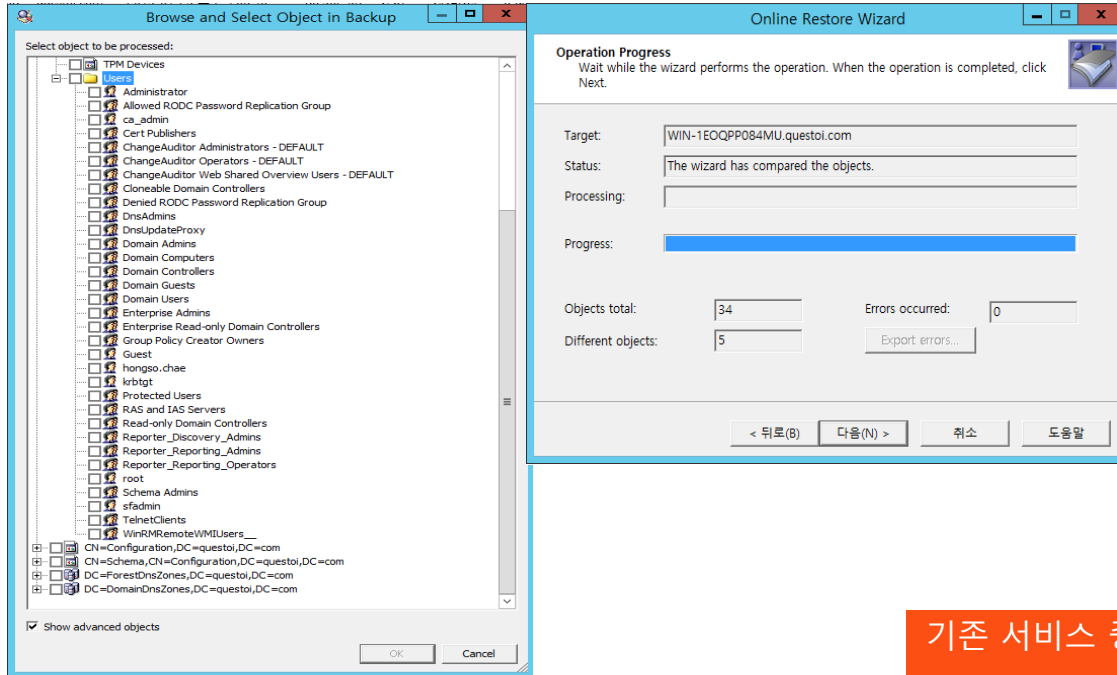 Browse and Select Object in Backup
Select object to be processed:
TPM Devices
Users
Administrator
Allowed RODC Password Replication Group
ca_admin
Cert Publishers
ChangeAuditor Administrators - DEFAULT
ChangeAuditor Operators - DEFAULT
ChangeAuditor Web Shared Overview Users - DEFAULT
Cloneable Domain Controllers
Denied RODC Password Replication Group
DnsAdmins
DnsUpdateProxy
Domain Admins
Domain Computers
Domain Controllers
Domain Guests
Domain Users
Enterprise Admins
Enterprise Read-only Domain Controllers
Group Policy Creator Owners
Guest
hongso.chae
krbtgt
Protected Users
RAS and IAS Servers
Read-only Domain Controllers
Reporter_Discovery_Admins
Reporter_Reporting_Admins
Reporter_Reporting_Operators
root
Schema Admins
sfadmin
TelnetClients
WinRMRemoteWMIUsers__
CN=Configuration,DC=questoi,DC=com
CN=Schema,CN=Configuration,DC=questoi,DC=com
DC=ForestDnsZones,DC=questoi,DC=com
DC=DomainDnsZones,DC=questoi,DC=com
Show advanced objects
OK Cancel
Online Restore Wizard
Operation Progress
Wait while the wizard performs the operation. When the operation is completed, click
Next.
Target: WIN-1EOQPP084MU.questoi.com
Status: The wizard has compared the objects.
Processing:
Progress:
Objects total: 34 Errors occurred: 0
Different objects: 5 Export errors...
< 뒤로(B) 다음(N) > 취소 도움말
기존 서비스